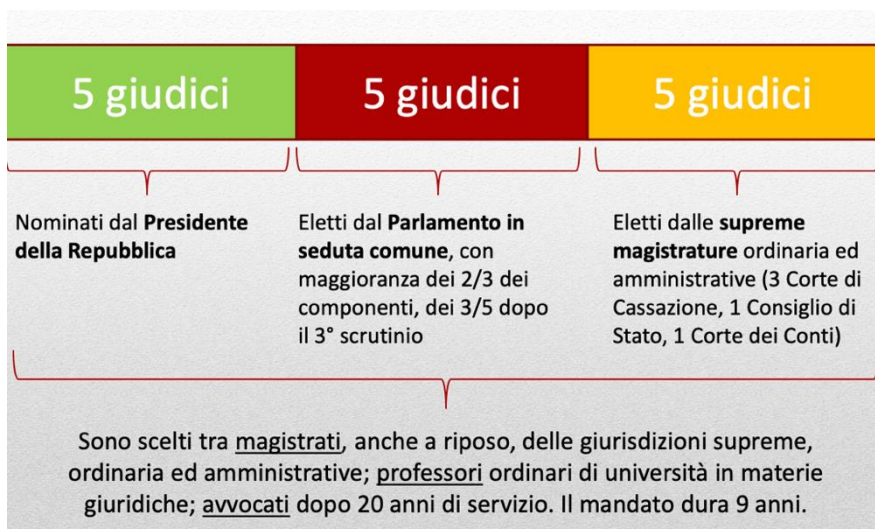 5 giudici
5 giudici
5 giudici
Nominati dal Presidente
della Repubblica
Eletti dal Parlamento in
seduta comune, con
maggioranza dei 2/3 dei
componenti, dei 3/5 dopo
il 3° scrutinio
Eletti dalle supreme
magistrature ordinaria ed
amministrative (3 Corte di
Cassazione, 1 Consiglio di
Stato, 1 Corte dei Conti)
Sono scelti tra magistrati, anche a riposo, delle giurisdizioni supreme,
ordinaria ed amministrative; professori ordinari di università in materie
giuridiche; avvocati dopo 20 anni di servizio. Il mandato dura 9 anni.